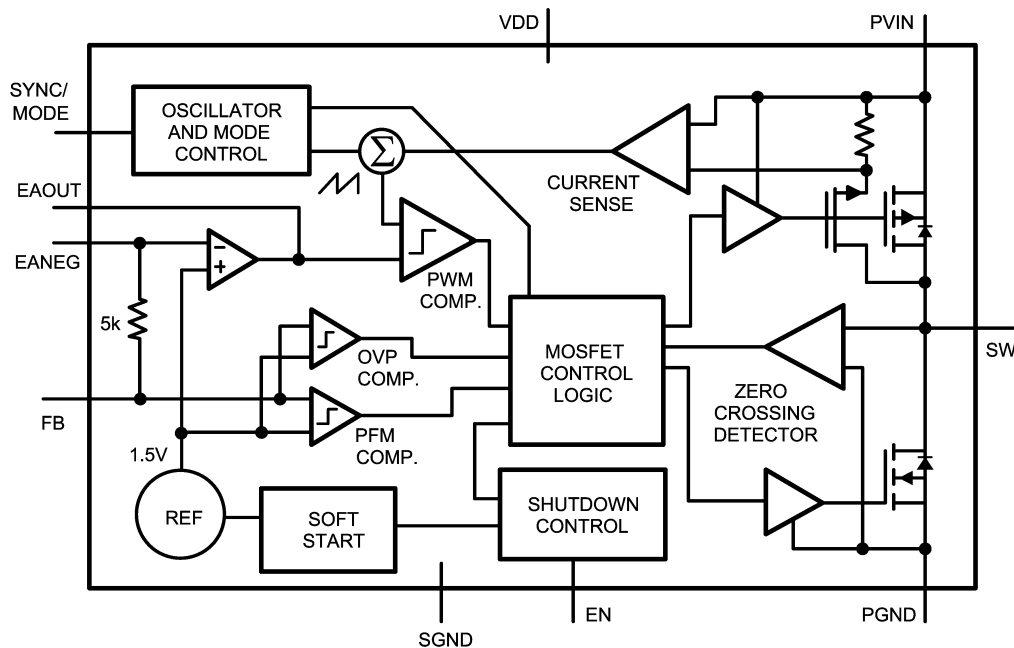 VDD
PVIN
SYNC/
MODE
OSCILLATOR
AND MODE
CONTROL
Σ
EAOUT
CURRENT
SENSE
EANEG
−
+
PWM
COMP.
5k
OVP
COMP.
MOSFET
CONTROL
LOGIC
SW
ZERO
CROSSING
DETECTOR
FB
PFM
COMP.
1.5V
REF
SOFT
START
SHUTDOWN
CONTROL
SGND
EN
PGND